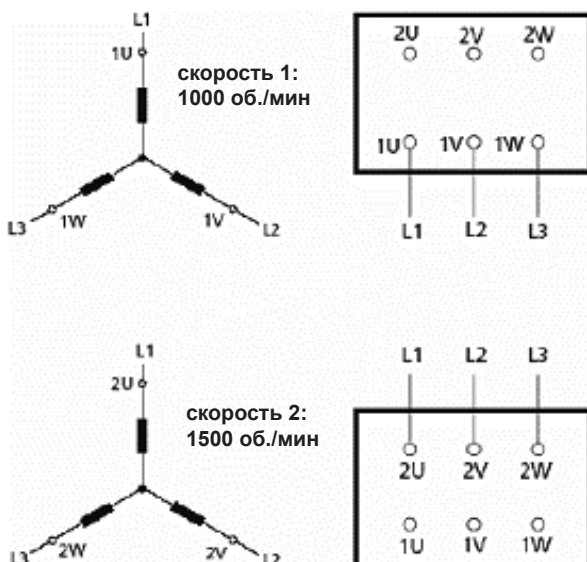 L1
1U
скорость 1:
1000 об./мин
L3
1W
1V
L2
2U 2V 2W
1U 1V 1W
L1 L2 L3
L1
2U
скорость 2:
1500 об./мин
L3
2W
2V
L2
L1 L2 L3
2U 2V 2W
1U 1V 1W